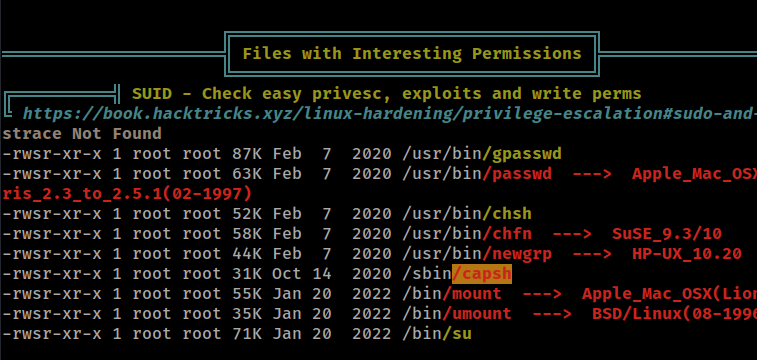 Files with Interesting Permissions
SUID - Check easy privesc, exploits and write perms
https://book.hacktricks.xyz/linux-hardening/privilege-escalation#sudo-and-
strace Not Found
-rwsr-xr-x 1 root root 87K Feb  7  2020 /usr/bin/gpasswd
-rwsr-xr-x 1 root root 63K Feb  7  2020 /usr/bin/passwd  --->  Apple_Mac_OSX
ris_2.3_to_2.5.1(02-1997)
-rwsr-xr-x 1 root root 52K Feb  7  2020 /usr/bin/chsh
-rwsr-xr-x 1 root root 58K Feb  7  2020 /usr/bin/chfn  --->  SuSE_9.3/10
-rwsr-xr-x 1 root root 44K Feb  7  2020 /usr/bin/newgrp  --->  HP-UX_10.20
-rwsr-xr-x 1 root root 31K Oct 14  2020 /sbin/capsh
-rwsr-xr-x 1 root root 55K Jan 20  2022 /bin/mount  --->  Apple_Mac_OSX(Lion
-rwsr-xr-x 1 root root 35K Jan 20  2022 /bin/umount  --->  BSD/Linux(08-1996
-rwsr-xr-x 1 root root 71K Jan 20  2022 /bin/su